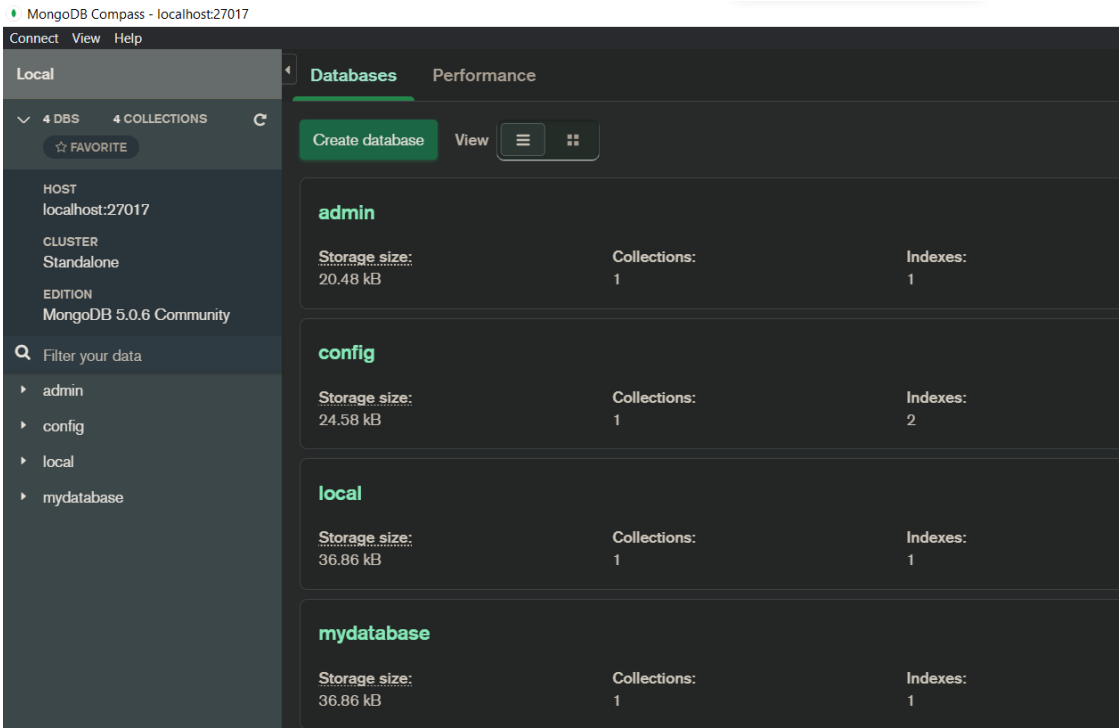 MongoDB Compass - localhost:27017
Connect View Help
Local
4 DBS 4 COLLECTIONS
FAVORITE
HOST
localhost:27017
CLUSTER
Standalone
EDITION
MongoDB 5.0.6 Community
Filter your data
admin
config
local
mydatabase
Databases Performance
Create database View
admin
Storage size: Collections: Indexes:
20.48 kB 1 1
config
Storage size: Collections: Indexes:
24.58 kB 1 2
local
Storage size: Collections: Indexes:
36.86 kB 1 1
mydatabase
Storage size: Collections: Indexes:
36.86 kB 1 1